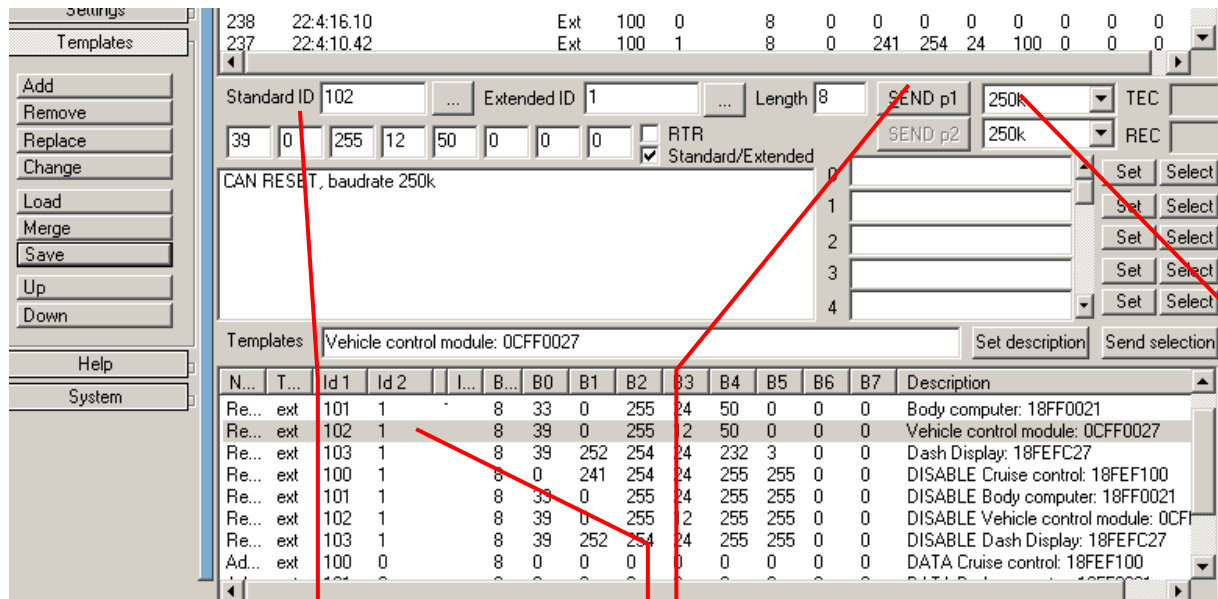 Settings
238 22:4:16.10 Ext 100 0 8 0 0 0 0 0 0 0 0
Templates
237 22:4:10.42 Ext 100 1 8 0 241 254 24 100 0 0 0
Add
Standard ID 102 ... Extended ID 1 ... Length 8 SEND p1 250k TEC
Remove
Replace
39 0 255 12 50 0 0 0 RTR SEND p2 250k REC
Standard/Extended
Change
CAN RESET, baudrate 250k
0 Set Select
Load
1 Set Select
Merge
2 Set Select
Save
3 Set Select
Up
4 Set Select
Down
Templates Vehicle control module: 0CFF0027 Set description Send selection
Help
N... T... Id 1 Id 2 I... B... B0 B1 B2 B3 B4 B5 B6 B7 Description
System
Re... ext 101 1 8 33 0 255 24 50 0 0 0 Body computer: 18FF0021
Re... ext 102 1 8 39 0 255 12 50 0 0 0 Vehicle control module: 0CFF0027
Re... ext 103 1 8 39 252 254 24 232 3 0 0 Dash Display: 18FEFC27
Re... ext 100 1 8 0 241 254 24 255 255 0 0 DISABLE Cruise control: 18FEF100
Re... ext 101 1 8 33 0 255 24 255 255 0 0 DISABLE Body computer: 18FF0021
Re... ext 102 1 8 39 0 255 12 255 255 0 0 DISABLE Vehicle control module: 0CFF
Re... ext 103 1 8 39 252 254 24 255 255 0 0 DISABLE Dash Display: 18FEFC27
Ad... ext 100 0 8 0 0 0 0 0 0 0 0 DATA Cruise control: 18FEF100